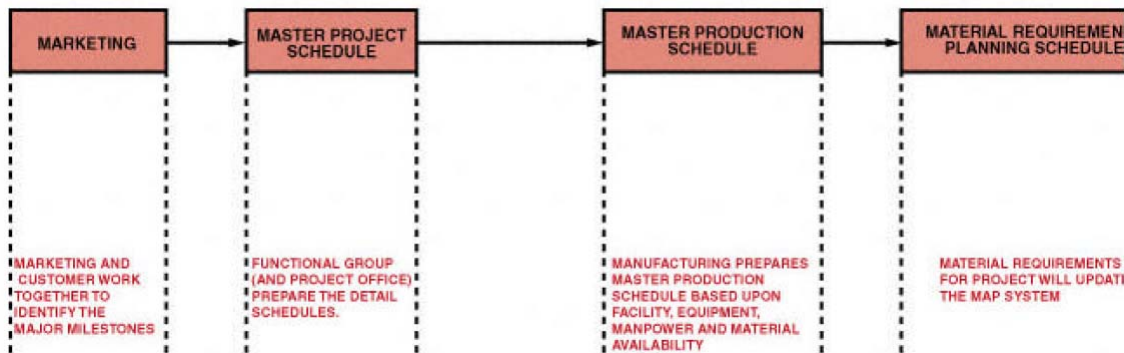 MARKETING
MASTER PROJECT
SCHEDULE
MASTER PRODUCTION
SCHEDULE
MATERIAL REQUIREMEN
PLANNING SCHEDULE
MARKETING AND
CUSTOMER WORK
TOGETHER TO
IDENTIFY THE
MAJOR MILESTONES
FUNCTIONAL GROUP
(AND PROJECT OFFICE)
PREPARE THE DETAIL
SCHEDULES.
MANUFACTURING PREPARES
MASTER PRODUCTION
SCHEDULE BASED UPON
FACILITY, EQUIPMENT,
MANPOWER AND MATERIAL
AVAILABILITY
MATERIAL REQUIREMENTS
FOR PROJECT WILL UPDAT
THE MAP SYSTEM